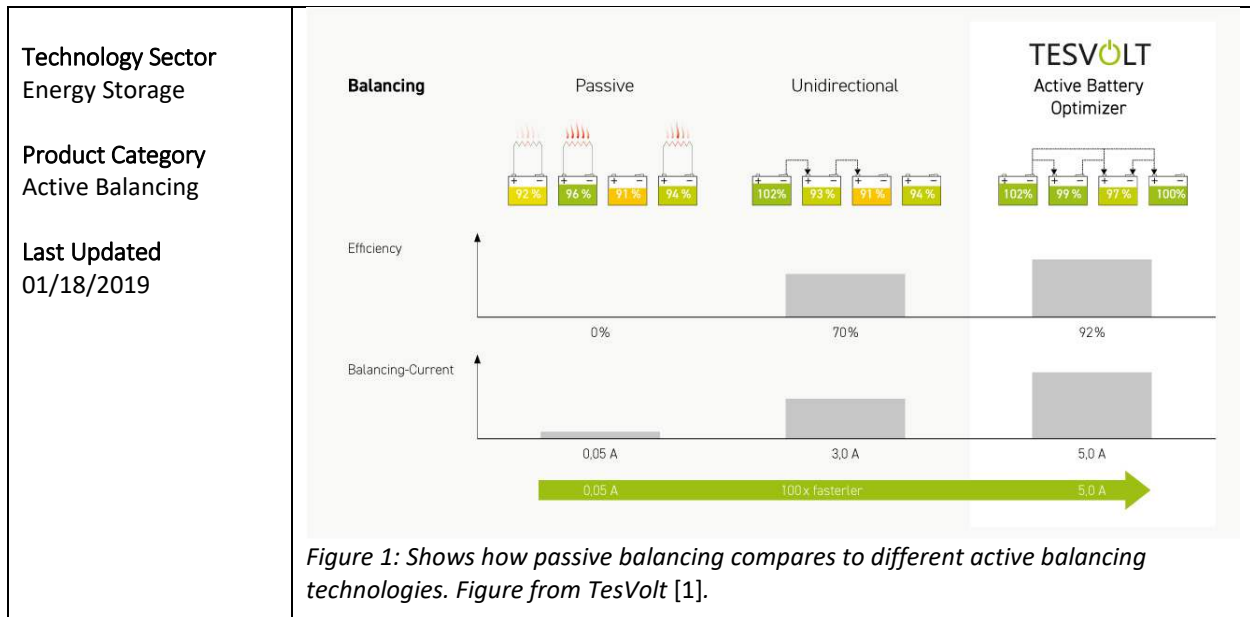 Technology Sector
Energy Storage
Product Category
Active Balancing
Last Updated
01/18/2019
TESVOLT
Balancing
Passive
Unidirectional
Active Battery
Optimizer
+ − + − + − + −
92 % 96 % 91 % 94 %
+ − + − + − + −
102% 93 % 91 % 94 %
+ − + − + − + −
102% 99 % 97 % 100%
Efficiency
0% 70% 92%
Balancing-Current
0,05 A 3,0 A 5,0 A
0,05 A 100x fasterler 5,0 A
Figure 1: Shows how passive balancing compares to different active balancing
technologies. Figure from TesVolt [1].